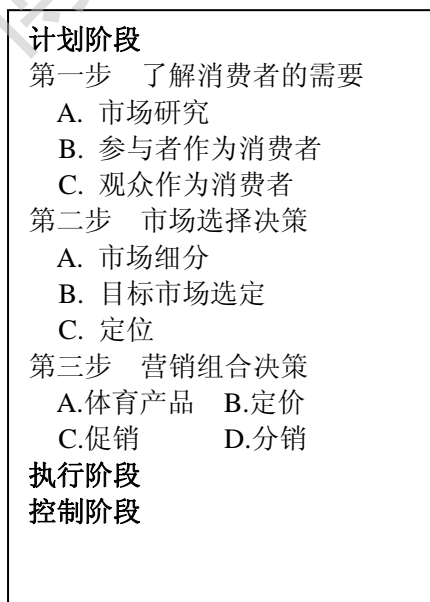 计划阶段
第一步 了解消费者的需要
A. 市场研究
B. 参与者作为消费者
C. 观众作为消费者
第二步 市场选择决策
A. 市场细分
B. 目标市场选定
C. 定位
第三步 营销组合决策
A.体育产品 B.定价
C.促销 D.分销
执行阶段
控制阶段